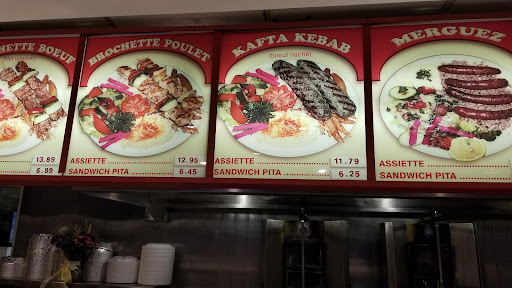 HETTE BOEUF
13.89
6.89
BROCHETTE POULET
ASSIETTE 12.95
SANDWICH PITA 6.45
KAFTA KEBAB
(boeuf haché)
ASSIETTE 11.79
SANDWICH PITA 6.25
MERGUEZ
ASSIETTE
SANDWICH PITA